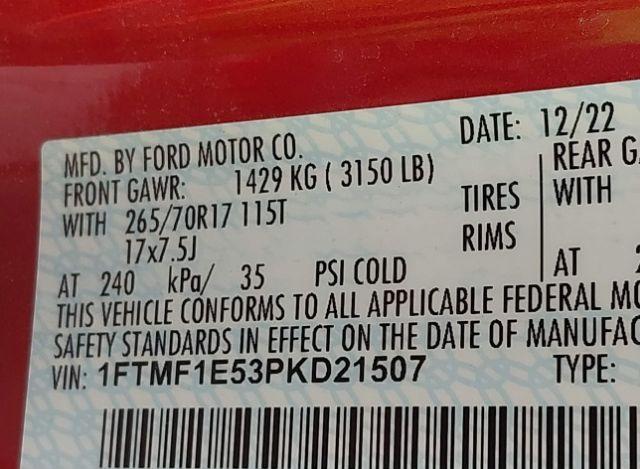 MFD. BY FORD MOTOR CO. DATE: 12/22
FRONT GAWR: 1429 KG ( 3150 LB) REAR
WITH 265/70R17 115T TIRES WITH
17x7.5J RIMS
AT 240 kPa/ 35 PSI COLD AT
THIS VEHICLE CONFORMS TO ALL APPLICABLE FEDERAL
SAFETY STANDARDS IN EFFECT ON THE DATE OF MANUFAC
VIN: 1FTMF1E53PKD21507 TYPE: